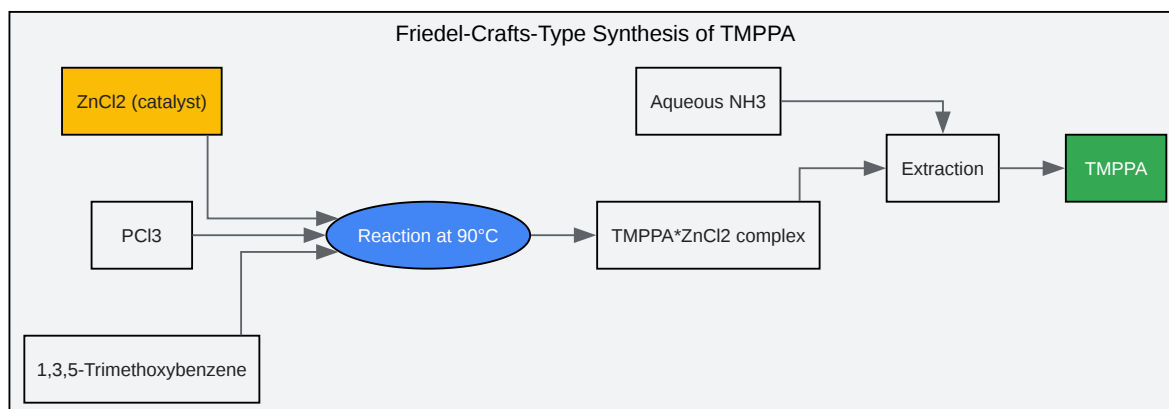 Friedel-Crafts-Type Synthesis of TMPPA
ZnCl2 (catalyst)
Aqueous NH3
Extraction
TMPPA
PCl3
Reaction at 90°C
TMPPA*ZnCl2 complex
1,3,5-Trimethoxybenzene